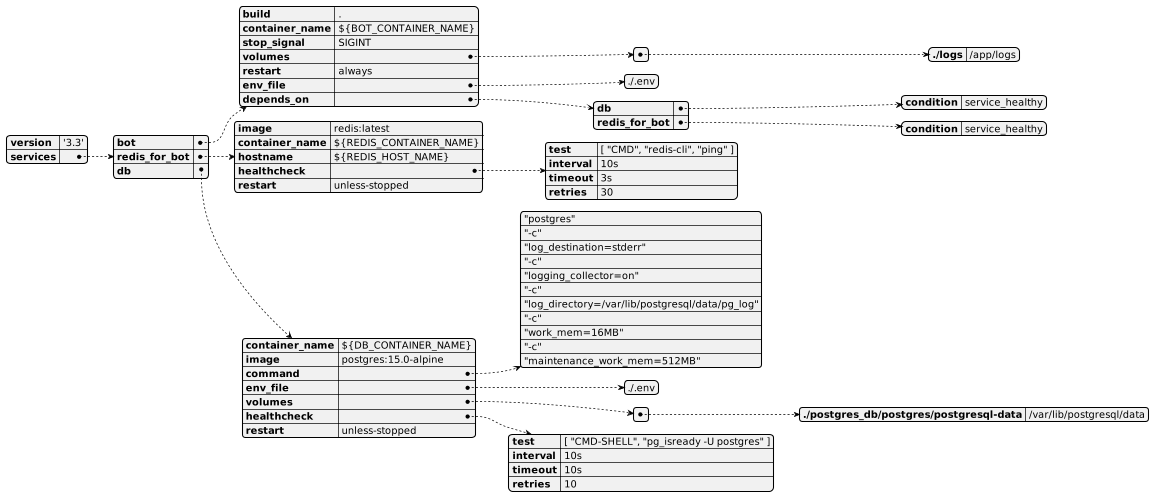 version '3.3'
services
bot
redis_for_bot
db
build .
container_name ${BOT_CONTAINER_NAME}
stop_signal SIGINT
volumes
restart always
env_file
depends_on
./logs /app/logs
./.env
db
redis_for_bot
condition service_healthy
condition service_healthy
image redis:latest
container_name ${REDIS_CONTAINER_NAME}
hostname ${REDIS_HOST_NAME}
healthcheck
restart unless-stopped
test [ "CMD", "redis-cli", "ping" ]
interval 10s
timeout 3s
retries 30
container_name ${DB_CONTAINER_NAME}
image postgres:15.0-alpine
command
env_file
volumes
healthcheck
restart unless-stopped
"postgres"
"-c"
"log_destination=stderr"
"-c"
"logging_collector=on"
"-c"
"log_directory=/var/lib/postgresql/data/pg_log"
"-c"
"work_mem=16MB"
"-c"
"maintenance_work_mem=512MB"
./.env
./postgres_db/postgres/postgresql-data /var/lib/postgresql/data
test [ "CMD-SHELL", "pg_isready -U postgres" ]
interval 10s
timeout 10s
retries 10